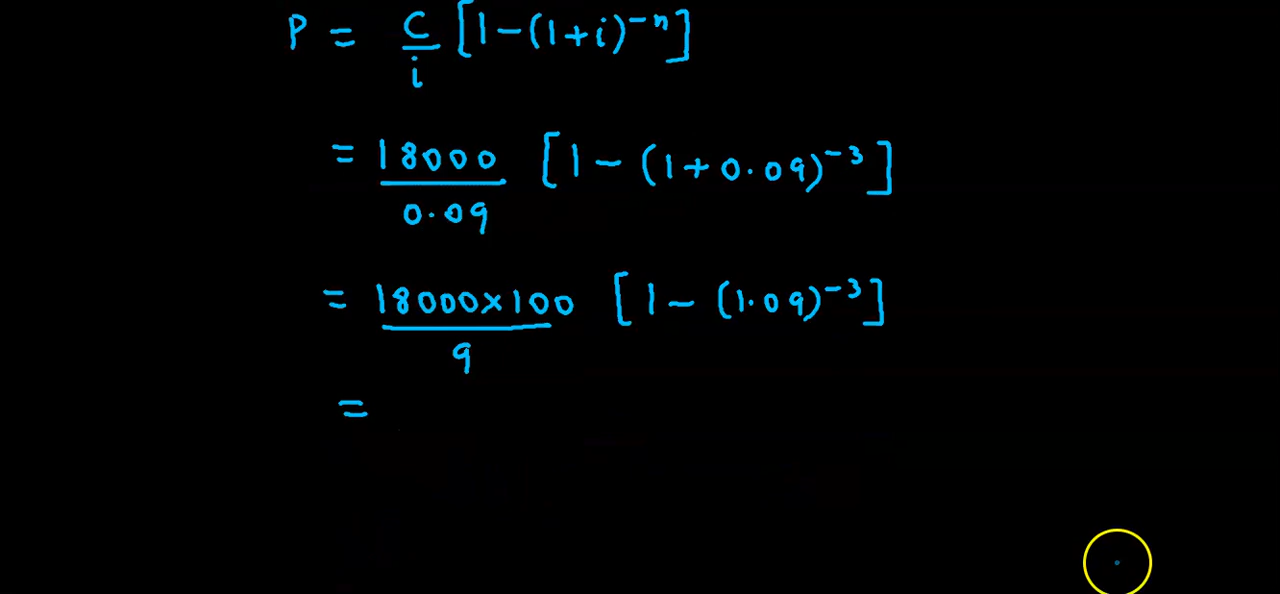 P = C/i [1-(1+i)⁻ⁿ]
= 18000/0.09 [1-(1+0.09)⁻³]
= 18000×100/9 [1-(1.09)⁻³]
=